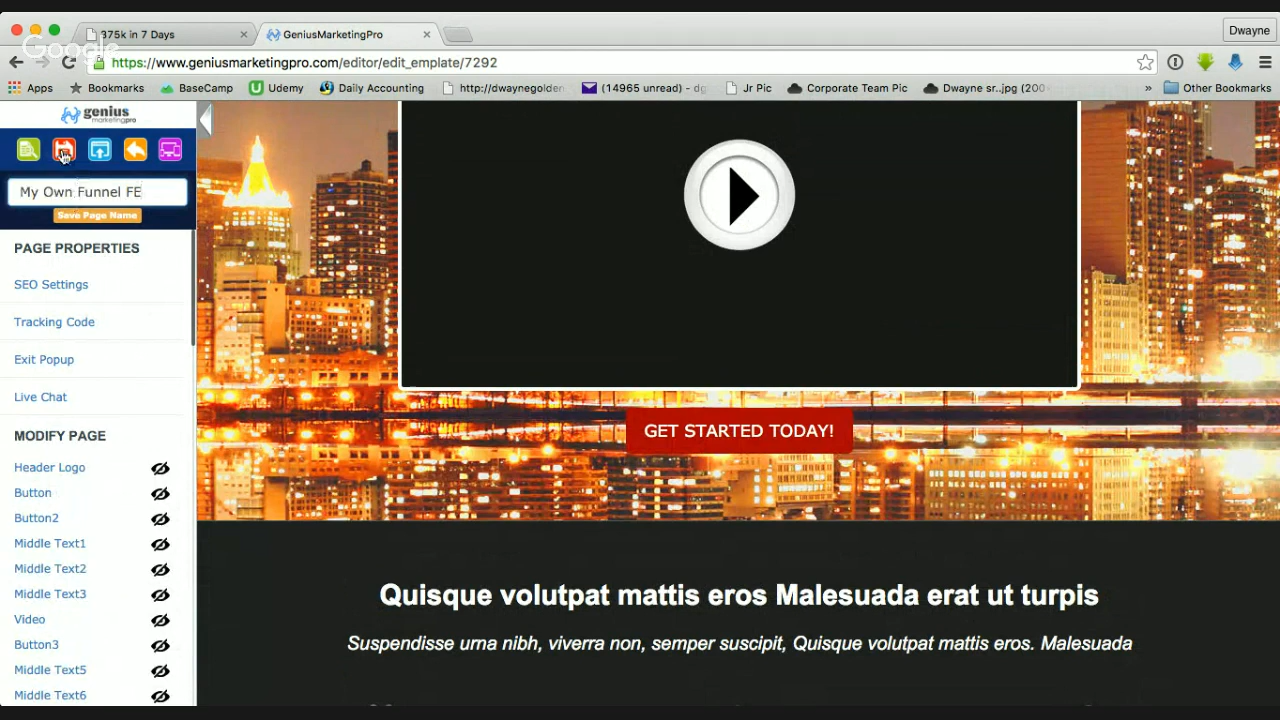 375k in 7 Days
GeniusMarketingPro
Dwayne
Google
https://www.geniusmarketingpro.com/editor/edit_emplate/7292
Apps
Bookmarks
BaseCamp
Udemy
Daily Accounting
http://dwaynegolden
(14965 unread) - dg
Jr Pic
Corporate Team Pic
Dwayne sr..jpg (200
»
Other Bookmarks
genius
marketingpro
My Own Funnel FE
Save Page Name
PAGE PROPERTIES
SEO Settings
Tracking Code
Exit Popup
Live Chat
MODIFY PAGE
Header Logo
Button
Button2
Middle Text1
Middle Text2
Middle Text3
Video
Button3
Middle Text5
Middle Text6
GET STARTED TODAY!
Quisque volutpat mattis eros Malesuada erat ut turpis
Suspendisse urna nibh, viverra non, semper suscipit, Quisque volutpat mattis eros. Malesuada